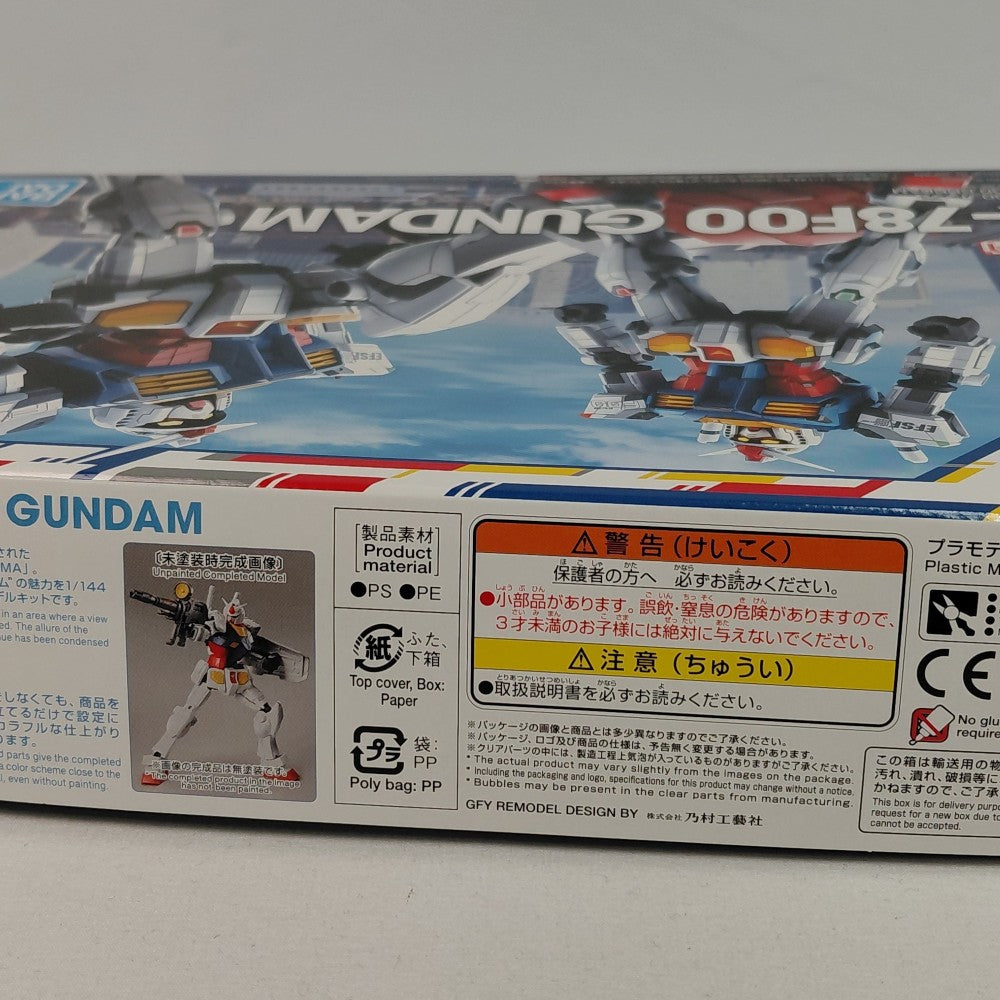 -78F00 GUNDAM
EFSF
EFSF
GUNDAM
された
MA」。
ム"の魅力を1/144
デルキットです。
in an area where a view
d. The allure of the
ue has been condensed
をしなくても、商品を
立てるだけで設定に
カラフルな仕上がり
ます。
d parts give the completed
a color scheme close to the
l, even without painting.
[未塗装時完成画像]
Unpainted Completed Model
※画像の完成品は無塗装です。
The completed product in the image
has not been painted.
[製品素材]
Product
material
●PS ●PE
紙
ふた、
下箱
Top cover, Box:
Paper
プラ
袋:
PP
Poly bag: PP
⚠警告(けいこく)
保護者の方へ 必ずお読みください。
●小部品があります。誤飲・窒息の危険がありますので、
3才未満のお子様には絶対に与えないでください。
⚠注意(ちゅうい)
●取扱説明書を必ずお読みください。
※パッケージの画像と商品とは多少異なりますのでご了承ください。
※パッケージ、ロゴ及び商品の仕様は、予告無く変更する場合があります。
※クリアパーツの中には、製造工程上気泡が入っているものがありますがご了承ください。
* The actual product may vary slightly from the images on the package.
* Including the packaging and logo, specifications for this product may change without a notice.
* Bubbles may be present in the clear parts from manufacturing.
GFY REMODEL DESIGN BY 株式会社 乃村工藝社
プラモデ
Plastic M
CE
No glu
require
この箱は輸送用の物
汚れ、潰れ、破損等に
かねますので、ご了承
This box is for delivery purpo
request for a new box due to
cannot be accepted.